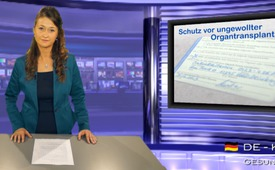 Schutz vor ungewollter
Organtransplant
DE - K
GESUN